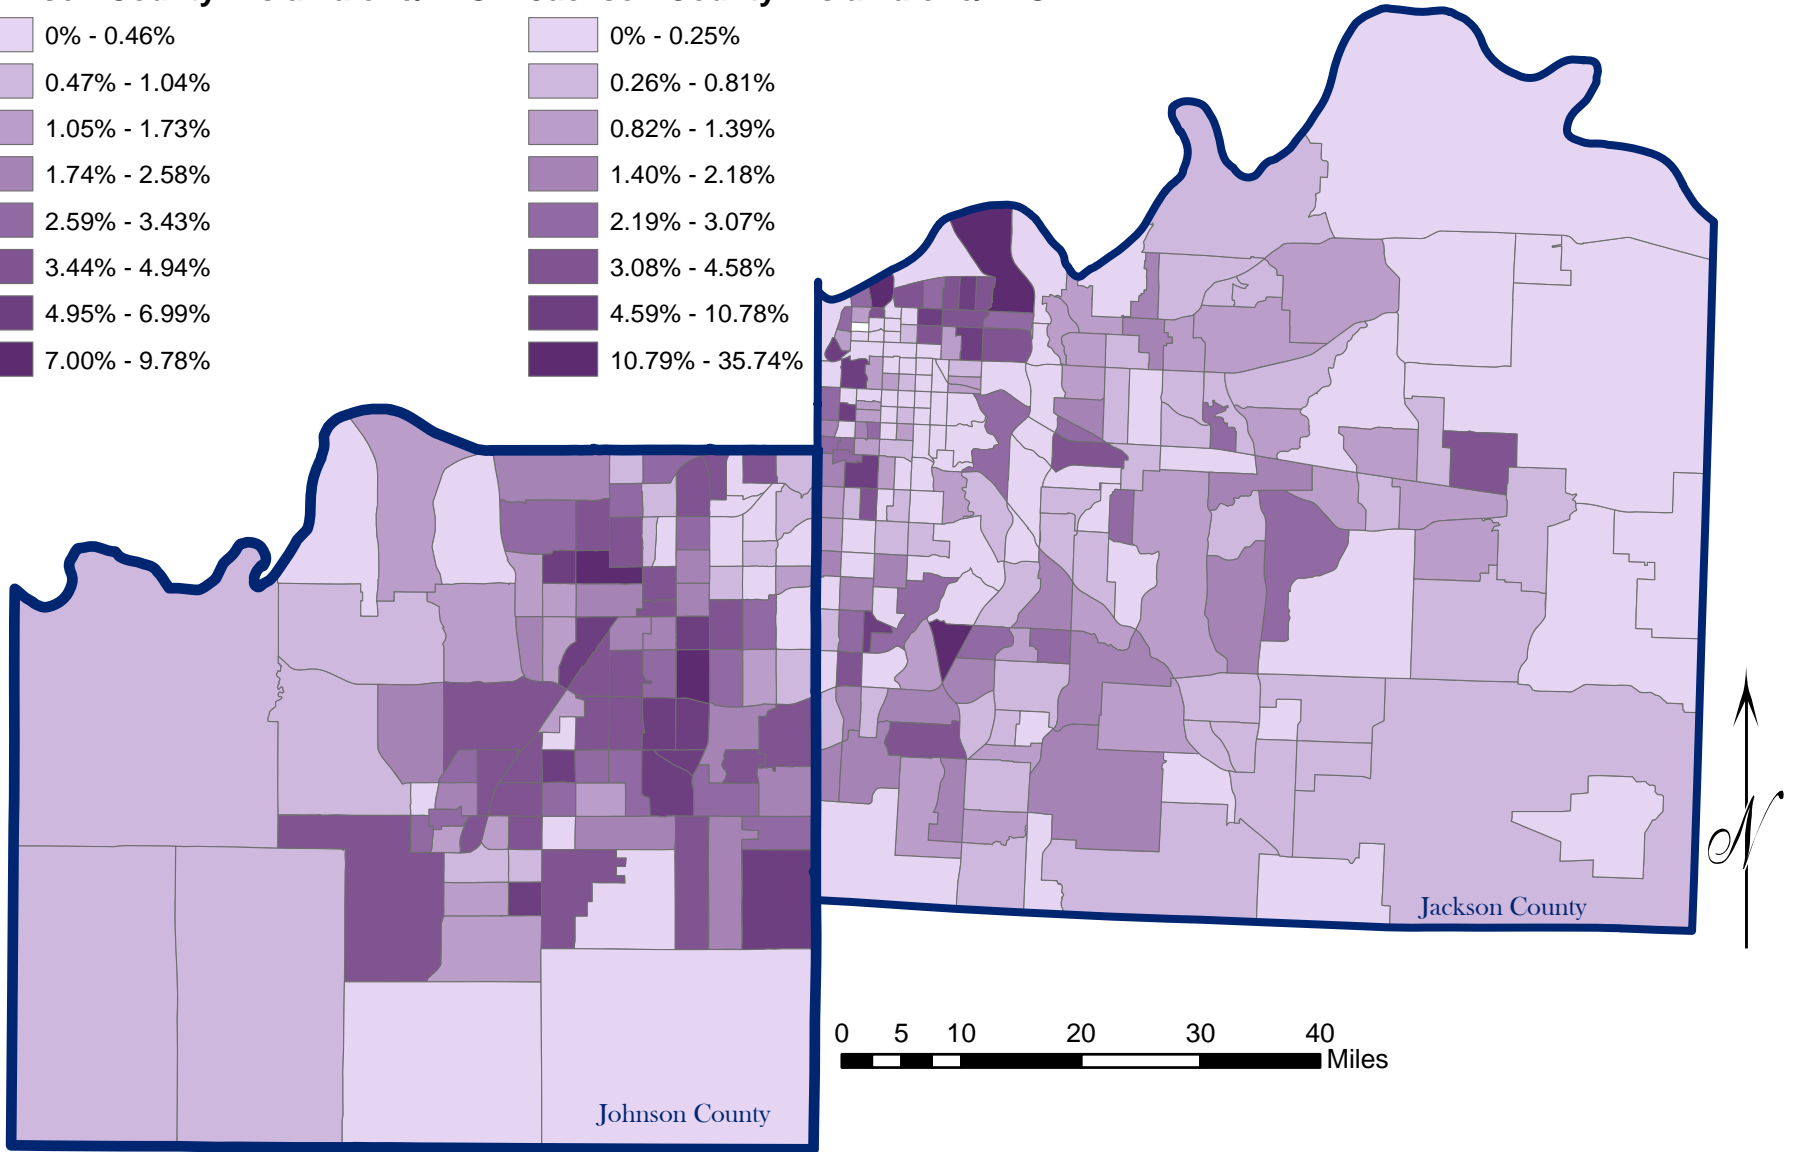 0% - 0.46%
0.47% - 1.04%
1.05% - 1.73%
1.74% - 2.58%
2.59% - 3.43%
3.44% - 4.94%
4.95% - 6.99%
7.00% - 9.78%
0% - 0.25%
0.26% - 0.81%
0.82% - 1.39%
1.40% - 2.18%
2.19% - 3.07%
3.08% - 4.58%
4.59% - 10.78%
10.79% - 35.74%
Jackson County
N
0 5 10 20 30 40
Miles
Johnson County